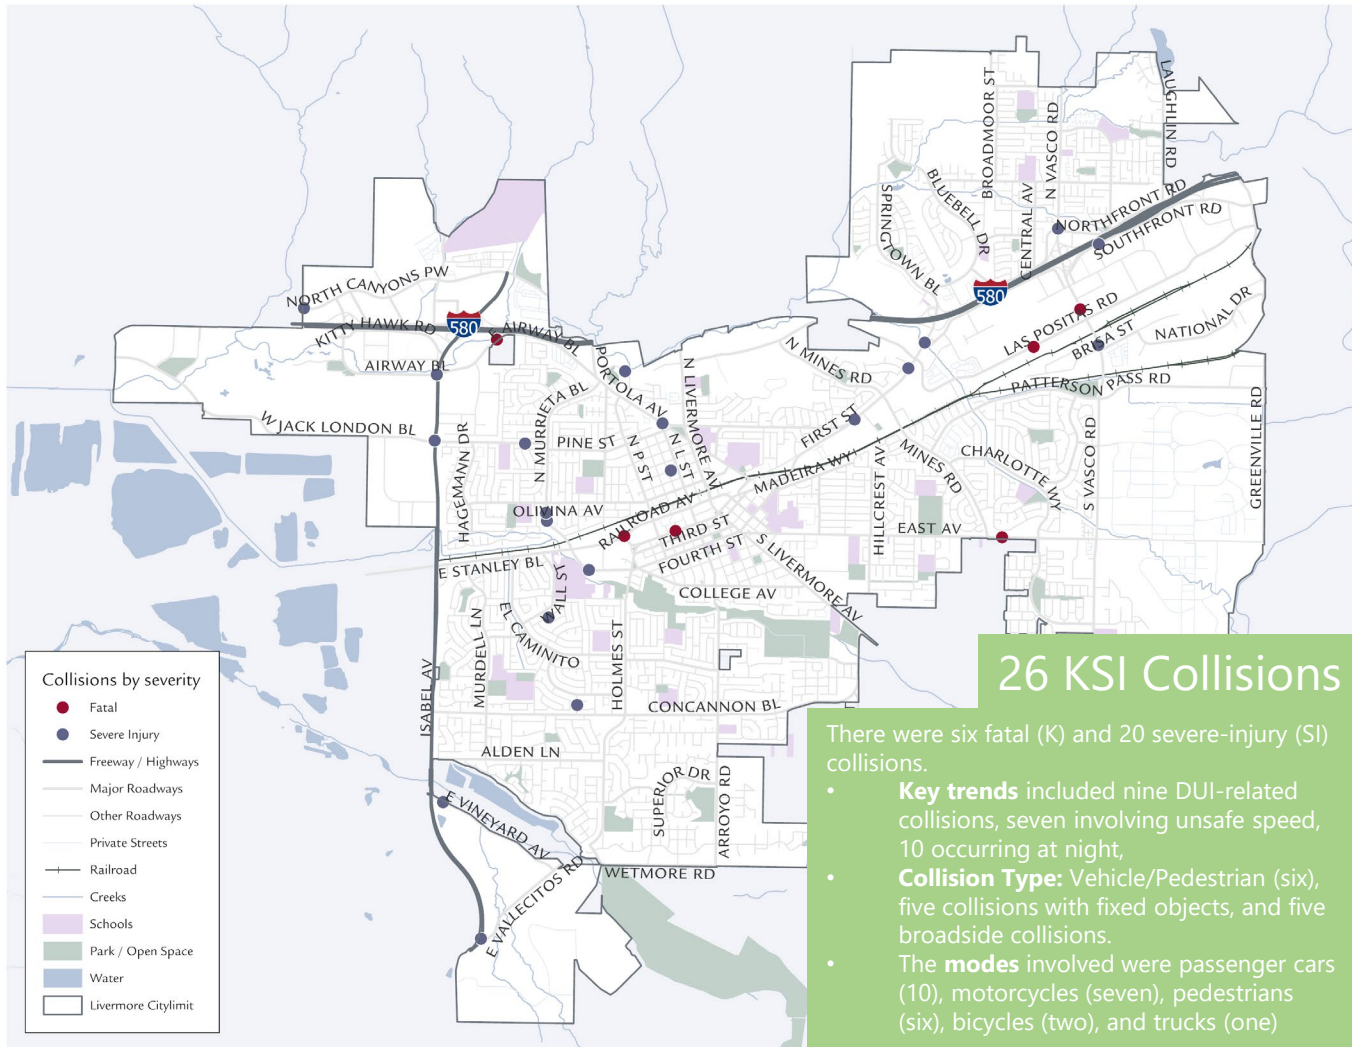 LAUGHLIN RD
BROADMOOR ST
N VASCO RD
BLUEBELL DR
SPRINGTOWN BL
CENTRAL AV
NORTHFRONT RD
SOUTHFRONT RD
580
NORTH CANYONS PW
KITTY HAWK RD
580
E AIRWAY BL
AIRWAY BL
LAS POSITAS RD
BRISA ST
NATIONAL DR
N MINES RD
PORTOLA AV
N LIVERMORE AV
PATTERSON PASS RD
GREENVILLE RD
W JACK LONDON BL
HAGEMANN DR
N MURRIETA BL
PINE ST
N P ST
N L ST
FIRST ST
MADEIRA WY
HILLCREST AV
MINES RD
CHARLOTTE WY
S VASCO RD
OLIVINA AV
RAILROAD AV
THIRD ST
FOURTH ST
S LIVERMORE AV
EAST AV
E STANLEY BL
WALL ST
COLLEGE AV
EL CAMINITO
MURDELL LN
HOLMES ST
ISABEL AV
CONCANNON BL
ALDEN LN
SUPERIOR DR
ARROYO RD
E VINEYARD AV
E VALLECITOS RD
WETMORE RD
Collisions by severity
Fatal
Severe Injury
Freeway / Highways
Major Roadways
Other Roadways
Private Streets
Railroad
Creeks
Schools
Park / Open Space
Water
Livermore Citylimit
26 KSI Collisions
There were six fatal (K) and 20 severe-injury (SI)
collisions.
• Key trends included nine DUI-related
collisions, seven involving unsafe speed,
10 occurring at night,
• Collision Type: Vehicle/Pedestrian (six),
five collisions with fixed objects, and five
broadside collisions.
• The modes involved were passenger cars
(10), motorcycles (seven), pedestrians
(six), bicycles (two), and trucks (one)